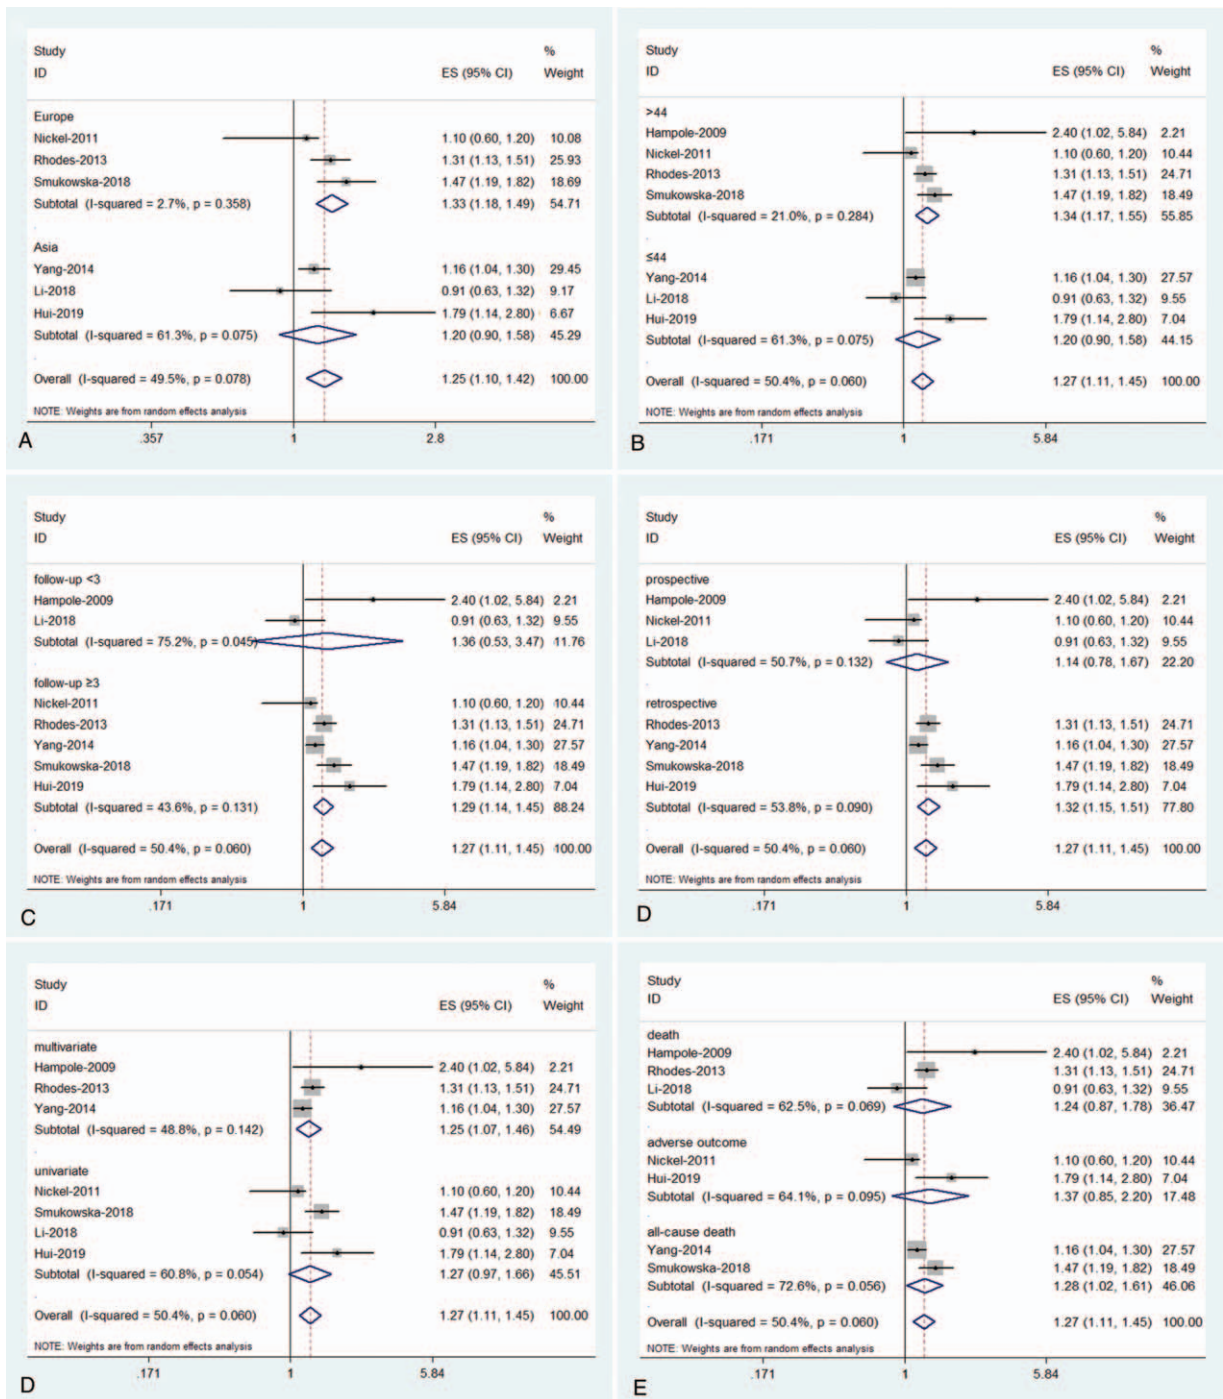 Study %
ID ES (95% CI) Weight
Europe
Nickel-2011 1.10 (0.60, 1.20) 10.08
Rhodes-2013 1.31 (1.13, 1.51) 25.93
Smukowska-2018 1.47 (1.19, 1.82) 18.69
Subtotal (I-squared = 2.7%, p = 0.358) 1.33 (1.18, 1.49) 54.71
.
Asia
Yang-2014 1.16 (1.04, 1.30) 29.45
Li-2018 0.91 (0.63, 1.32) 9.17
Hui-2019 1.79 (1.14, 2.80) 6.67
Subtotal (I-squared = 61.3%, p = 0.075) 1.20 (0.90, 1.58) 45.29
.
Overall (I-squared = 49.5%, p = 0.078) 1.25 (1.10, 1.42) 100.00
NOTE: Weights are from random effects analysis
A
.357 1 2.8
Study %
ID ES (95% CI) Weight
>44
Hampole-2009 2.40 (1.02, 5.84) 2.21
Nickel-2011 1.10 (0.60, 1.20) 10.44
Rhodes-2013 1.31 (1.13, 1.51) 24.71
Smukowska-2018 1.47 (1.19, 1.82) 18.49
Subtotal (I-squared = 21.0%, p = 0.284) 1.34 (1.17, 1.55) 55.85
.
≤44
Yang-2014 1.16 (1.04, 1.30) 27.57
Li-2018 0.91 (0.63, 1.32) 9.55
Hui-2019 1.79 (1.14, 2.80) 7.04
Subtotal (I-squared = 61.3%, p = 0.075) 1.20 (0.90, 1.58) 44.15
.
Overall (I-squared = 50.4%, p = 0.060) 1.27 (1.11, 1.45) 100.00
NOTE: Weights are from random effects analysis
B
.171 1 5.84
Study %
ID ES (95% CI) Weight
follow-up <3
Hampole-2009 2.40 (1.02, 5.84) 2.21
Li-2018 0.91 (0.63, 1.32) 9.55
Subtotal (I-squared = 75.2%, p = 0.045) 1.36 (0.53, 3.47) 11.76
.
follow-up ≥3
Nickel-2011 1.10 (0.60, 1.20) 10.44
Rhodes-2013 1.31 (1.13, 1.51) 24.71
Yang-2014 1.16 (1.04, 1.30) 27.57
Smukowska-2018 1.47 (1.19, 1.82) 18.49
Hui-2019 1.79 (1.14, 2.80) 7.04
Subtotal (I-squared = 43.6%, p = 0.131) 1.29 (1.14, 1.45) 88.24
.
Overall (I-squared = 50.4%, p = 0.060) 1.27 (1.11, 1.45) 100.00
NOTE: Weights are from random effects analysis
C
.171 1 5.84
Study %
ID ES (95% CI) Weight
prospective
Hampole-2009 2.40 (1.02, 5.84) 2.21
Nickel-2011 1.10 (0.60, 1.20) 10.44
Li-2018 0.91 (0.63, 1.32) 9.55
Subtotal (I-squared = 50.7%, p = 0.132) 1.14 (0.78, 1.67) 22.20
.
retrospective
Rhodes-2013 1.31 (1.13, 1.51) 24.71
Yang-2014 1.16 (1.04, 1.30) 27.57
Smukowska-2018 1.47 (1.19, 1.82) 18.49
Hui-2019 1.79 (1.14, 2.80) 7.04
Subtotal (I-squared = 53.8%, p = 0.090) 1.32 (1.15, 1.51) 77.80
.
Overall (I-squared = 50.4%, p = 0.060) 1.27 (1.11, 1.45) 100.00
NOTE: Weights are from random effects analysis
D
.171 1 5.84
Study %
ID ES (95% CI) Weight
multivariate
Hampole-2009 2.40 (1.02, 5.84) 2.21
Rhodes-2013 1.31 (1.13, 1.51) 24.71
Yang-2014 1.16 (1.04, 1.30) 27.57
Subtotal (I-squared = 48.8%, p = 0.142) 1.25 (1.07, 1.46) 54.49
.
univariate
Nickel-2011 1.10 (0.60, 1.20) 10.44
Smukowska-2018 1.47 (1.19, 1.82) 18.49
Li-2018 0.91 (0.63, 1.32) 9.55
Hui-2019 1.79 (1.14, 2.80) 7.04
Subtotal (I-squared = 60.8%, p = 0.054) 1.27 (0.97, 1.66) 45.51
.
Overall (I-squared = 50.4%, p = 0.060) 1.27 (1.11, 1.45) 100.00
NOTE: Weights are from random effects analysis
D
.171 1 5.84
Study %
ID ES (95% CI) Weight
death
Hampole-2009 2.40 (1.02, 5.84) 2.21
Rhodes-2013 1.31 (1.13, 1.51) 24.71
Li-2018 0.91 (0.63, 1.32) 9.55
Subtotal (I-squared = 62.5%, p = 0.069) 1.24 (0.87, 1.78) 36.47
.
adverse outcome
Nickel-2011 1.10 (0.60, 1.20) 10.44
Hui-2019 1.79 (1.14, 2.80) 7.04
Subtotal (I-squared = 64.1%, p = 0.095) 1.37 (0.85, 2.20) 17.48
.
all-cause death
Yang-2014 1.16 (1.04, 1.30) 27.57
Smukowska-2018 1.47 (1.19, 1.82) 18.49
Subtotal (I-squared = 72.6%, p = 0.056) 1.28 (1.02, 1.61) 46.06
.
Overall (I-squared = 50.4%, p = 0.060) 1.27 (1.11, 1.45) 100.00
NOTE: Weights are from random effects analysis
E
.171 1 5.84